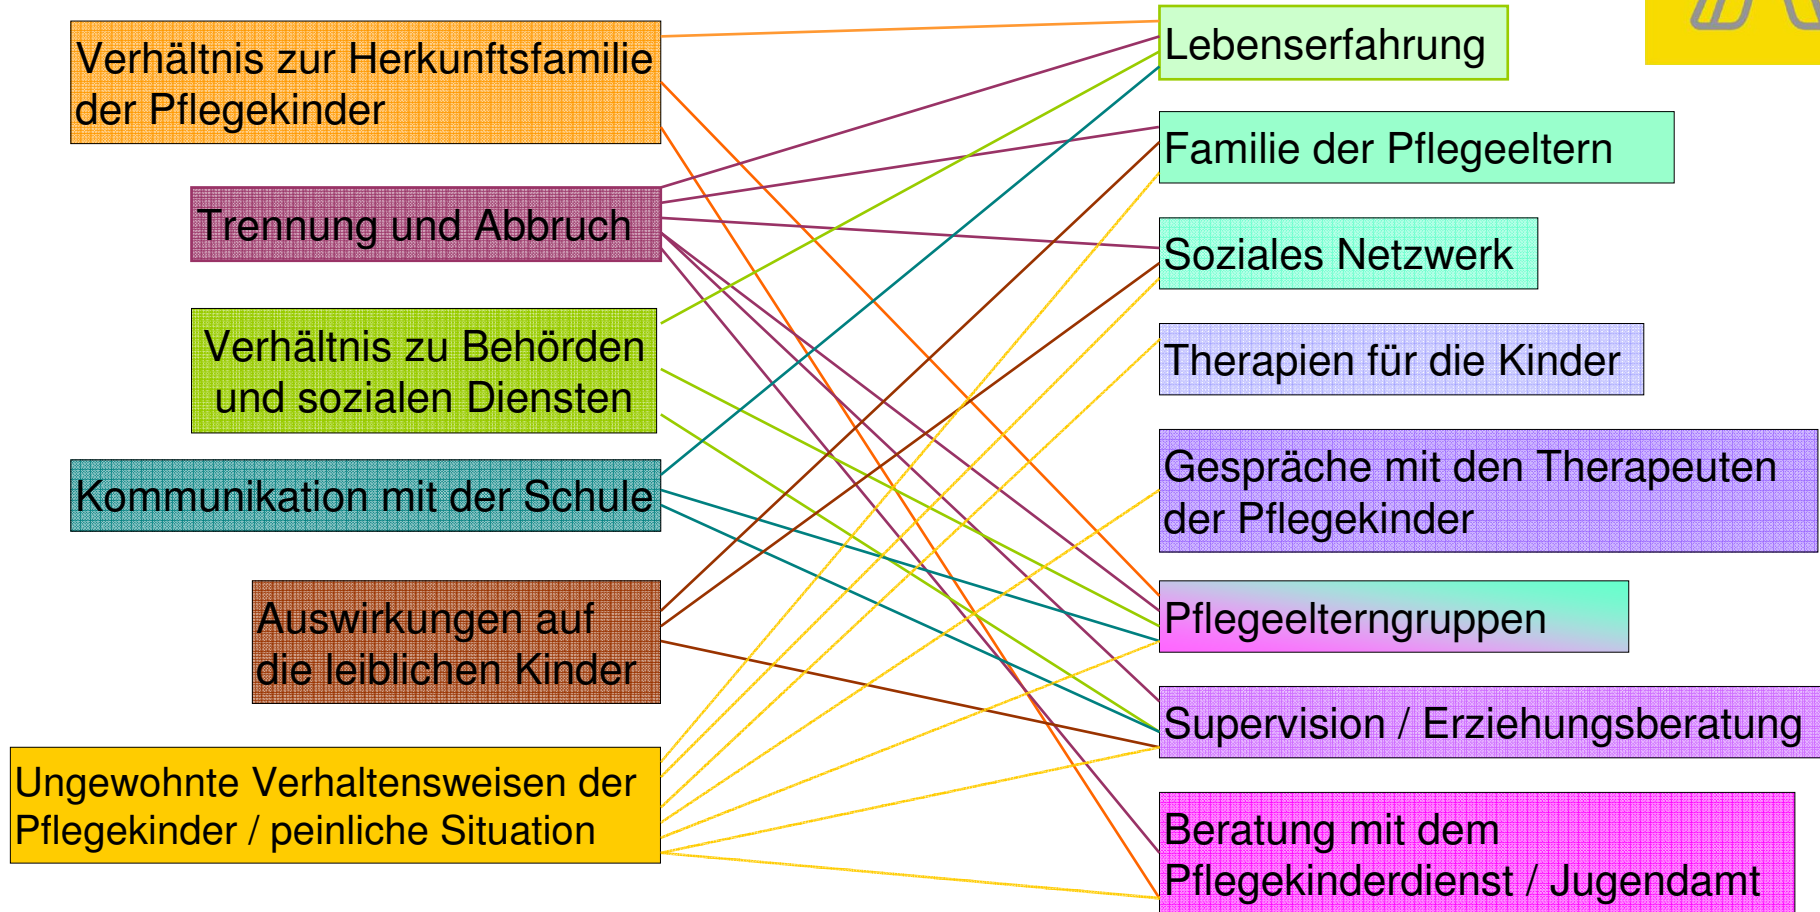 Verhältnis zur Herkunftsfamilie
der Pflegekinder
Trennung und Abbruch
Verhältnis zu Behörden
und sozialen Diensten
Kommunikation mit der Schule
Auswirkungen auf
die leiblichen Kinder
Ungewohnte Verhaltensweisen der
Pflegekinder / peinliche Situation
Lebenserfahrung
Familie der Pflegeeltern
Soziales Netzwerk
Therapien für die Kinder
Gespräche mit den Therapeuten
der Pflegekinder
Pflegeelterngruppen
Supervision / Erziehungsberatung
Beratung mit dem
Pflegekinderdienst / Jugendamt